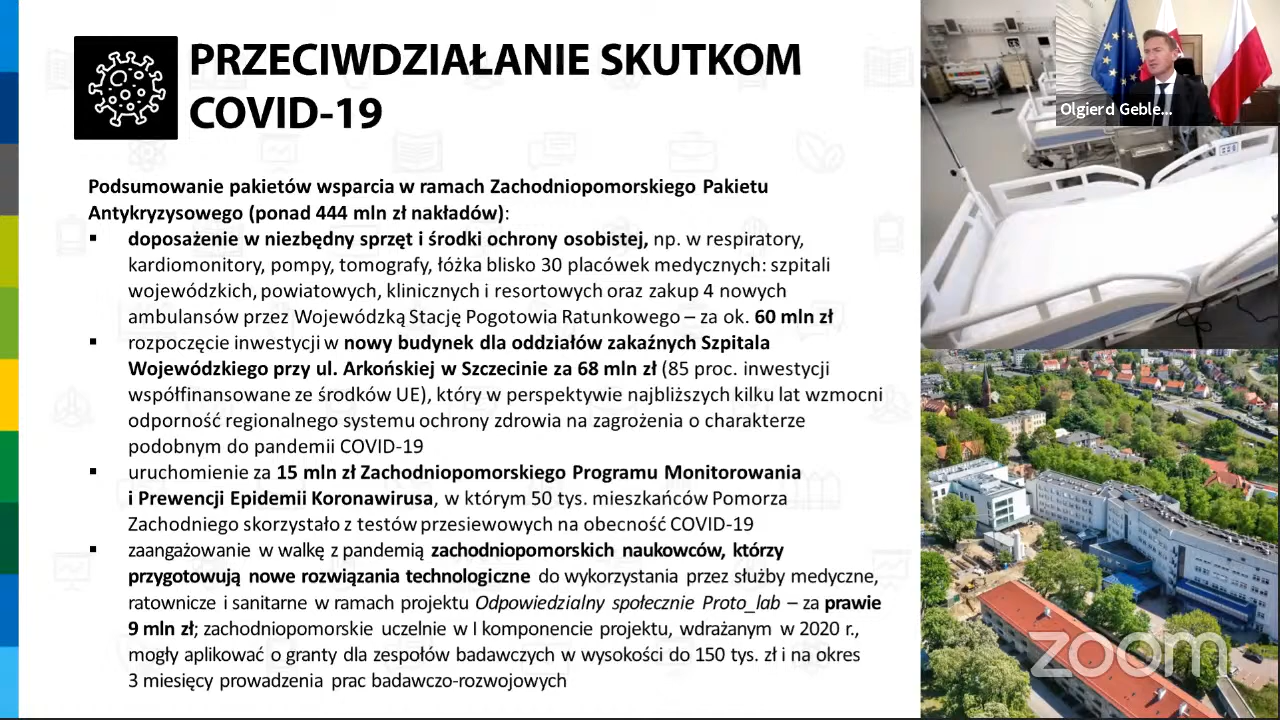 PRZECIWDZIAŁANIE SKUTKOM
COVID-19
Olgierd Geble...
Podsumowanie pakietów wsparcia w ramach Zachodniopomorskiego Pakietu
Antykryzysowego (ponad 444 mln zł nakładów):
▪ doposażenie w niezbędny sprzęt i środki ochrony osobistej, np. w respiratory,
kardiomonitory, pompy, tomografy, łóżka blisko 30 placówek medycznych: szpitali
wojewódzkich, powiatowych, klinicznych i resortowych oraz zakup 4 nowych
ambulansów przez Wojewódzką Stację Pogotowia Ratunkowego – za ok. 60 mln zł
▪ rozpoczęcie inwestycji w nowy budynek dla oddziałów zakaźnych Szpitala
Wojewódzkiego przy ul. Arkońskiej w Szczecinie za 68 mln zł (85 proc. inwestycji
współfinansowane ze środków UE), który w perspektywie najbliższych kilku lat wzmocni
odporność regionalnego systemu ochrony zdrowia na zagrożenia o charakterze
podobnym do pandemii COVID-19
▪ uruchomienie za 15 mln zł Zachodniopomorskiego Programu Monitorowania
i Prewencji Epidemii Koronawirusa, w którym 50 tys. mieszkańców Pomorza
Zachodniego skorzystało z testów przesiewowych na obecność COVID-19
▪ zaangażowanie w walkę z pandemią zachodniopomorskich naukowców, którzy
przygotowują nowe rozwiązania technologiczne do wykorzystania przez służby medyczne,
ratownicze i sanitarne w ramach projektu Odpowiedzialny społecznie Proto_lab – za prawie
9 mln zł; zachodniopomorskie uczelnie w I komponencie projektu, wdrażanym w 2020 r.,
mogły aplikować o granty dla zespołów badawczych w wysokości do 150 tys. zł i na okres
3 miesięcy prowadzenia prac badawczo-rozwojowych
zoom